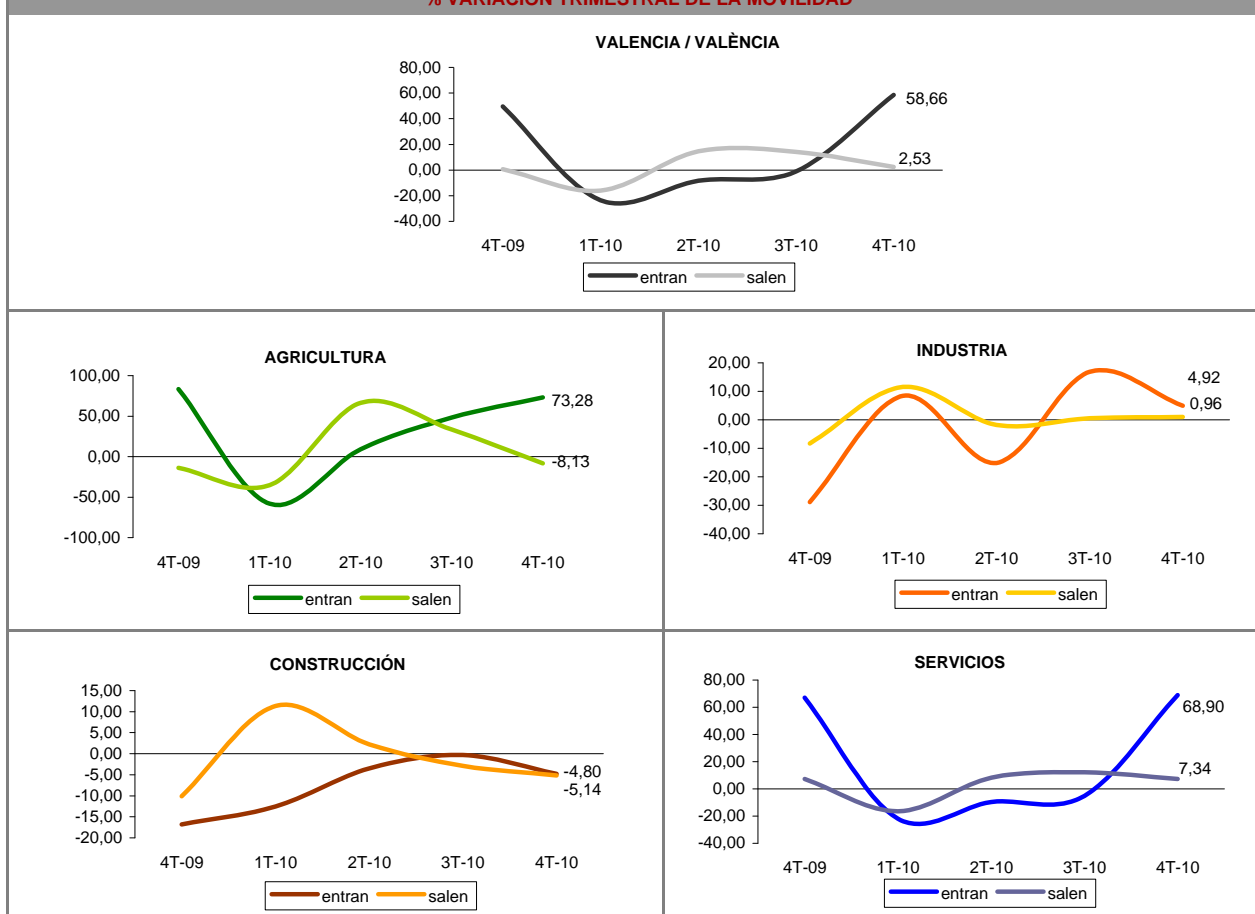 % VARIACIÓN TRIMESTRAL DE LA MOVILIDAD
VALENCIA / VALÈNCIA
80,00
60,00
40,00
20,00
0,00
-20,00
-40,00
58,66
2,53
4T-09 1T-10 2T-10 3T-10 4T-10
entran salen
AGRICULTURA
100,00
50,00
0,00
-50,00
-100,00
73,28
-8,13
4T-09 1T-10 2T-10 3T-10 4T-10
entran salen
INDUSTRIA
20,00
10,00
0,00
-10,00
-20,00
-30,00
-40,00
4,92
0,96
4T-09 1T-10 2T-10 3T-10 4T-10
entran salen
CONSTRUCCIÓN
15,00
10,00
5,00
0,00
-5,00
-10,00
-15,00
-20,00
-4,80
-5,14
4T-09 1T-10 2T-10 3T-10 4T-10
entran salen
SERVICIOS
80,00
60,00
40,00
20,00
0,00
-20,00
-40,00
68,90
7,34
4T-09 1T-10 2T-10 3T-10 4T-10
entran salen